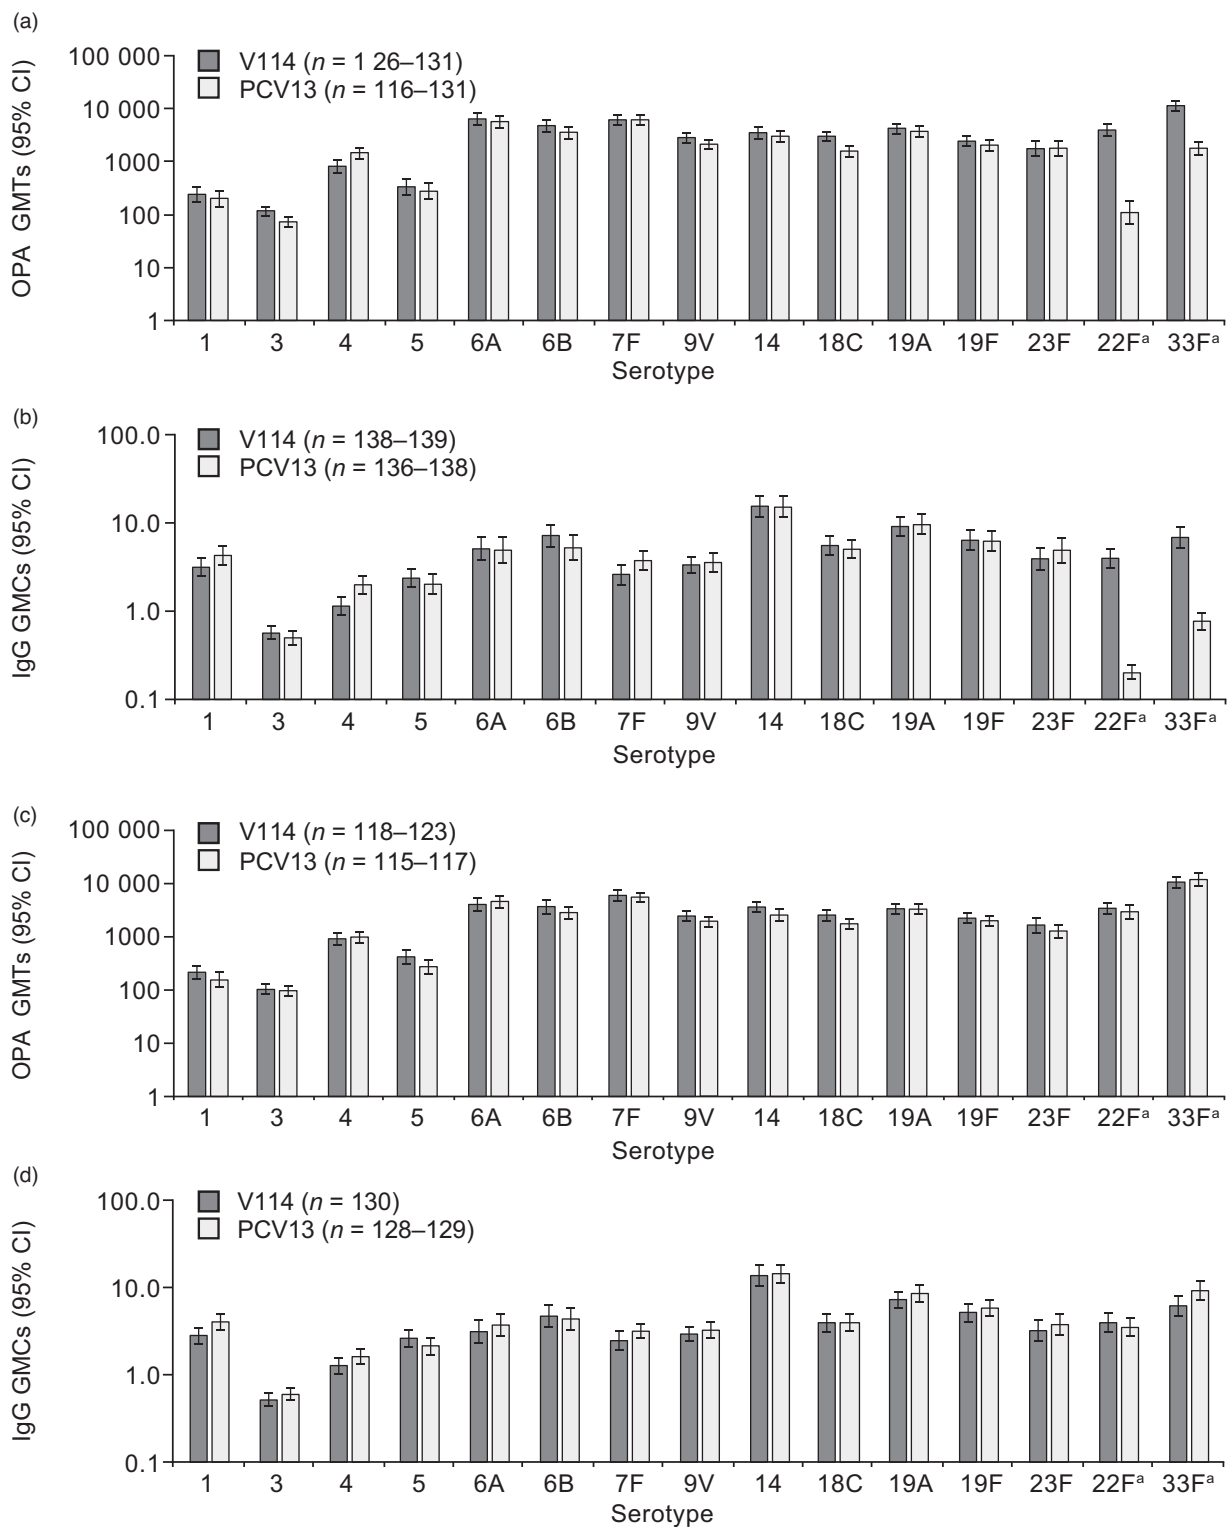 (a)
OPA GMTs (95% CI)
100 000
10 000
1000
100
10
1
V114 (n = 1 26–131)
PCV13 (n = 116–131)
1 3 4 5 6A 6B 7F 9V 14 18C 19A 19F 23F 22Fᵃ 33Fᵃ
Serotype
(b)
IgG GMCs (95% CI)
100.0
10.0
1.0
0.1
V114 (n = 138–139)
PCV13 (n = 136–138)
1 3 4 5 6A 6B 7F 9V 14 18C 19A 19F 23F 22Fᵃ 33Fᵃ
Serotype
(c)
OPA GMTs (95% CI)
100 000
10 000
1000
100
10
1
V114 (n = 118–123)
PCV13 (n = 115–117)
1 3 4 5 6A 6B 7F 9V 14 18C 19A 19F 23F 22Fᵃ 33Fᵃ
Serotype
(d)
IgG GMCs (95% CI)
100.0
10.0
1.0
0.1
V114 (n = 130)
PCV13 (n = 128–129)
1 3 4 5 6A 6B 7F 9V 14 18C 19A 19F 23F 22Fᵃ 33Fᵃ
Serotype